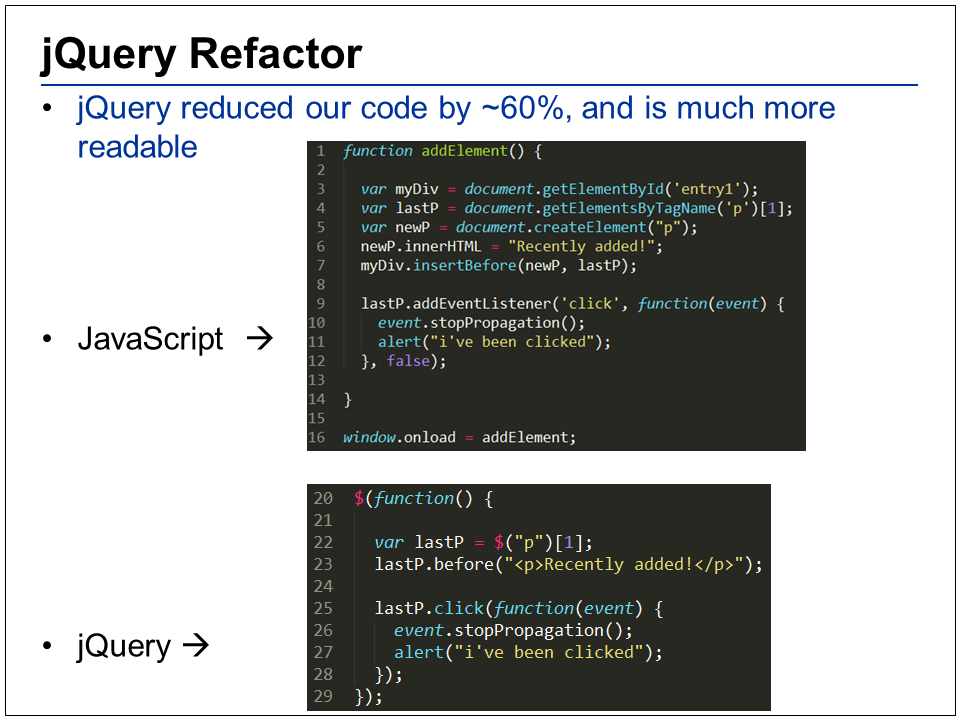 jQuery Refactor
• jQuery reduced our code by ~60%, and is much more
readable
1 function addElement() {
2
3 var myDiv = document.getElementById('entry1');
4 var lastP = document.getElementsByTagName('p')[1];
5 var newP = document.createElement("p");
6 newP.innerHTML = "Recently added!";
7 myDiv.insertBefore(newP, lastP);
8
9 lastP.addEventListener('click', function(event) {
10 event.stopPropagation();
11 alert("i've been clicked");
12 }, false);
13
14 }
15
16 window.onload = addElement;
• JavaScript →
20 $(function() {
21
22 var lastP = $("p")[1];
23 lastP.before("<p>Recently added!</p>");
24
25 lastP.click(function(event) {
26 event.stopPropagation();
27 alert("i've been clicked");
28 });
29 });
• jQuery →